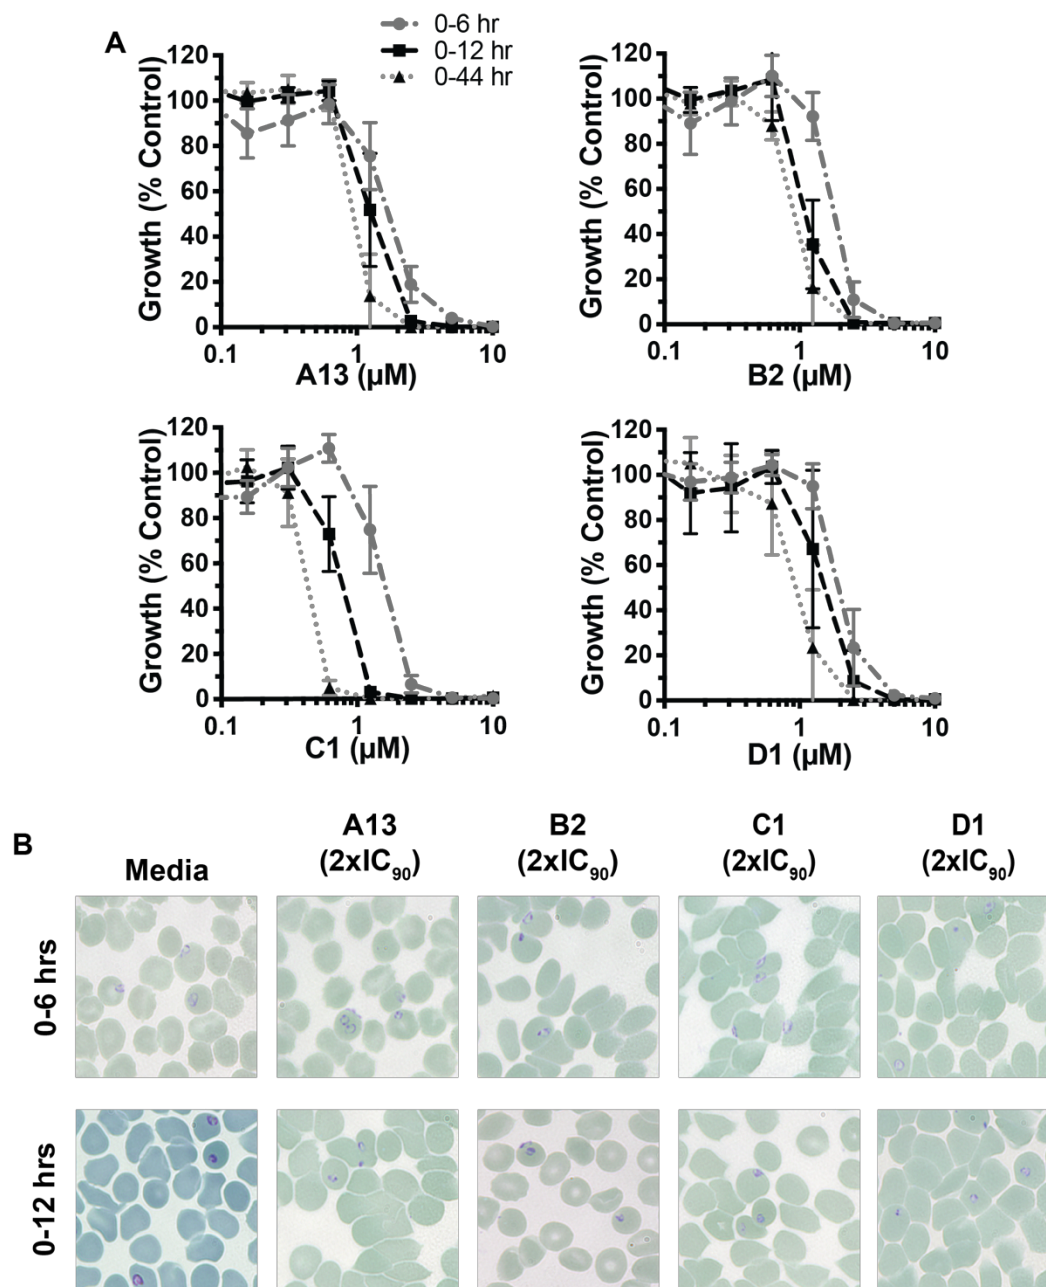 A
0-6 hr
0-12 hr
0-44 hr
120
100
80
60
40
20
0
0.1
1
10
Growth (% Control)
A13 (µM)
120
100
80
60
40
20
0
0.1
1
10
Growth (% Control)
B2 (µM)
120
100
80
60
40
20
0
0.1
1
10
Growth (% Control)
C1 (µM)
120
100
80
60
40
20
0
0.1
1
10
Growth (% Control)
D1 (µM)
B
Media
A13
(2xIC90)
B2
(2xIC90)
C1
(2xIC90)
D1
(2xIC90)
0-6 hrs
0-12 hrs